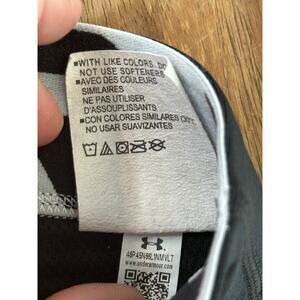 ■WITH LIKE COLORS. DO
NOT USE SOFTENERS
■AVEC DES COULEURS
SIMILAIRES
NE PAS UTILISER
D'ASSOUPLISSANTS
■CON COLORES SIMILARES
NO USAR SUAVIZANTES
www.underarmour.com